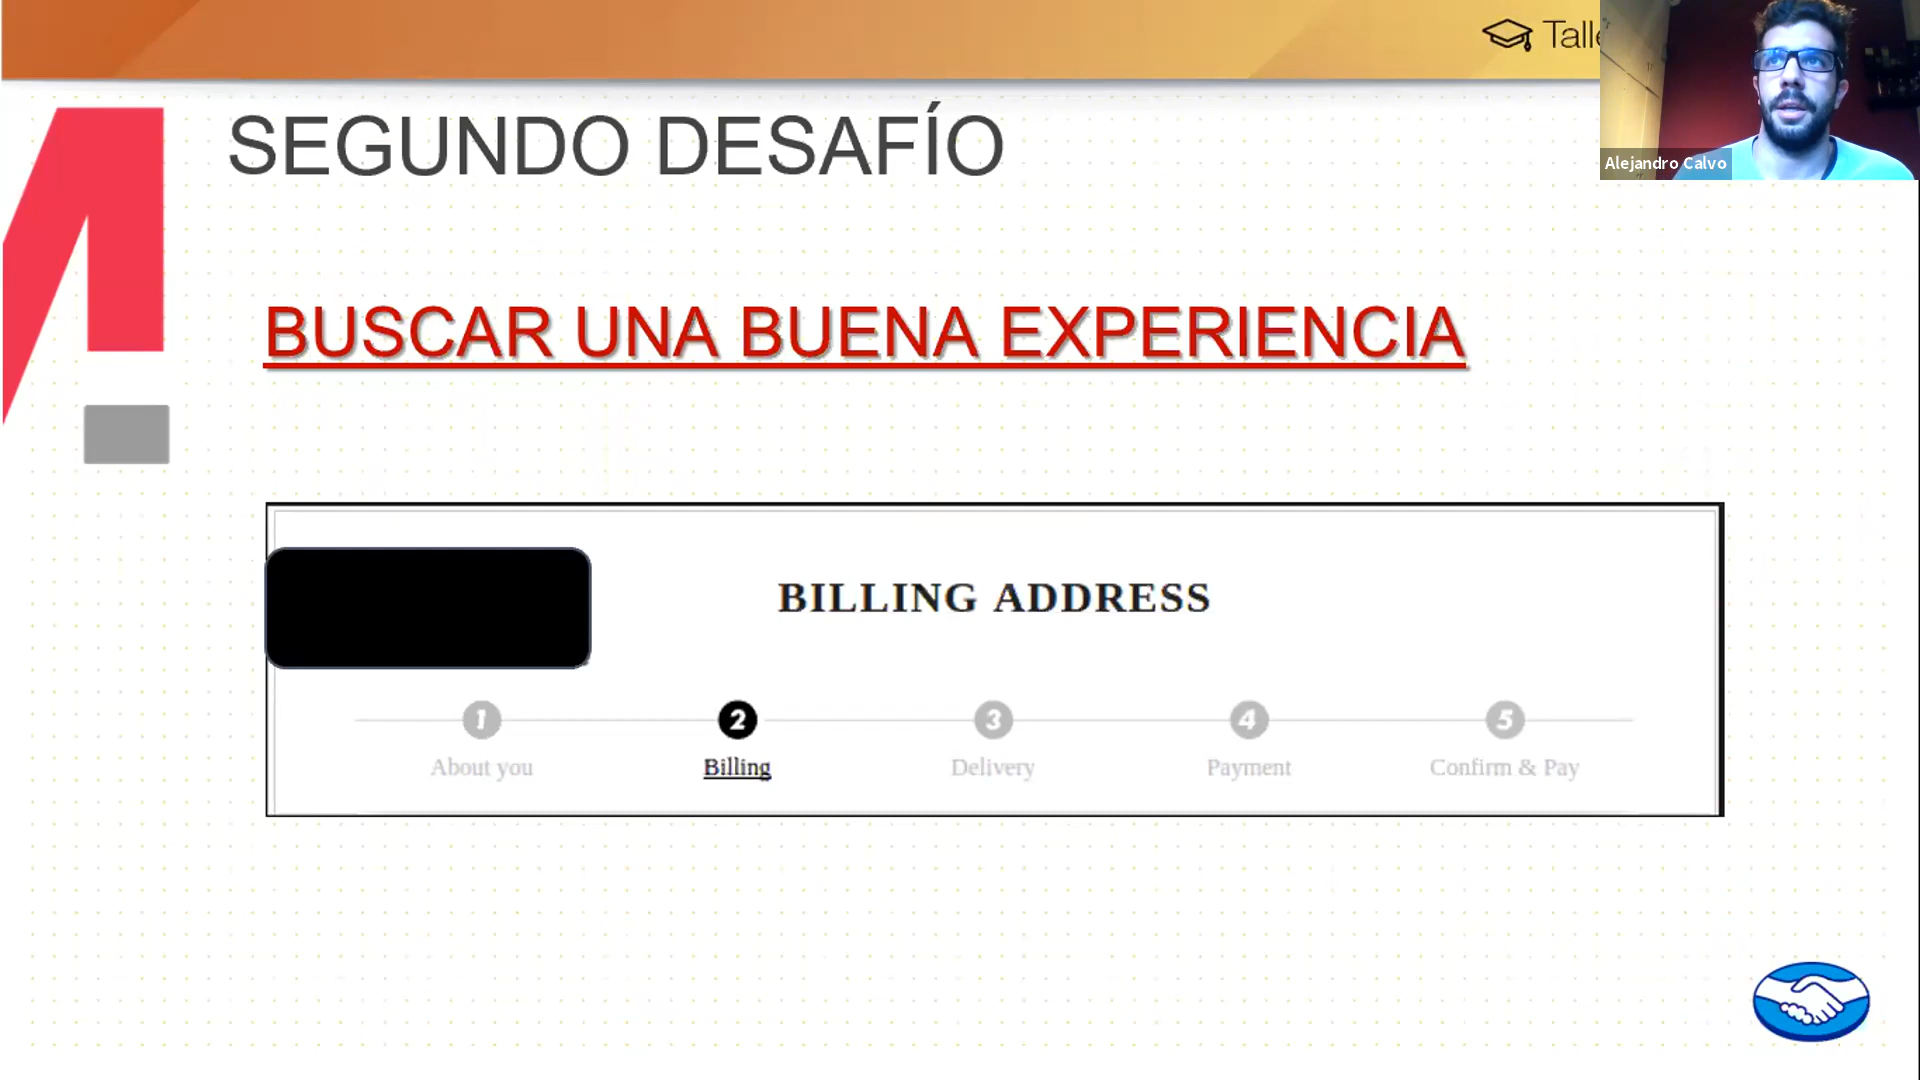 SEGUNDO DESAFÍO
Alejandro Calvo
BUSCAR UNA BUENA EXPERIENCIA
BILLING ADDRESS
1 2 3 4 5
About you Billing Delivery Payment Confirm & Pay